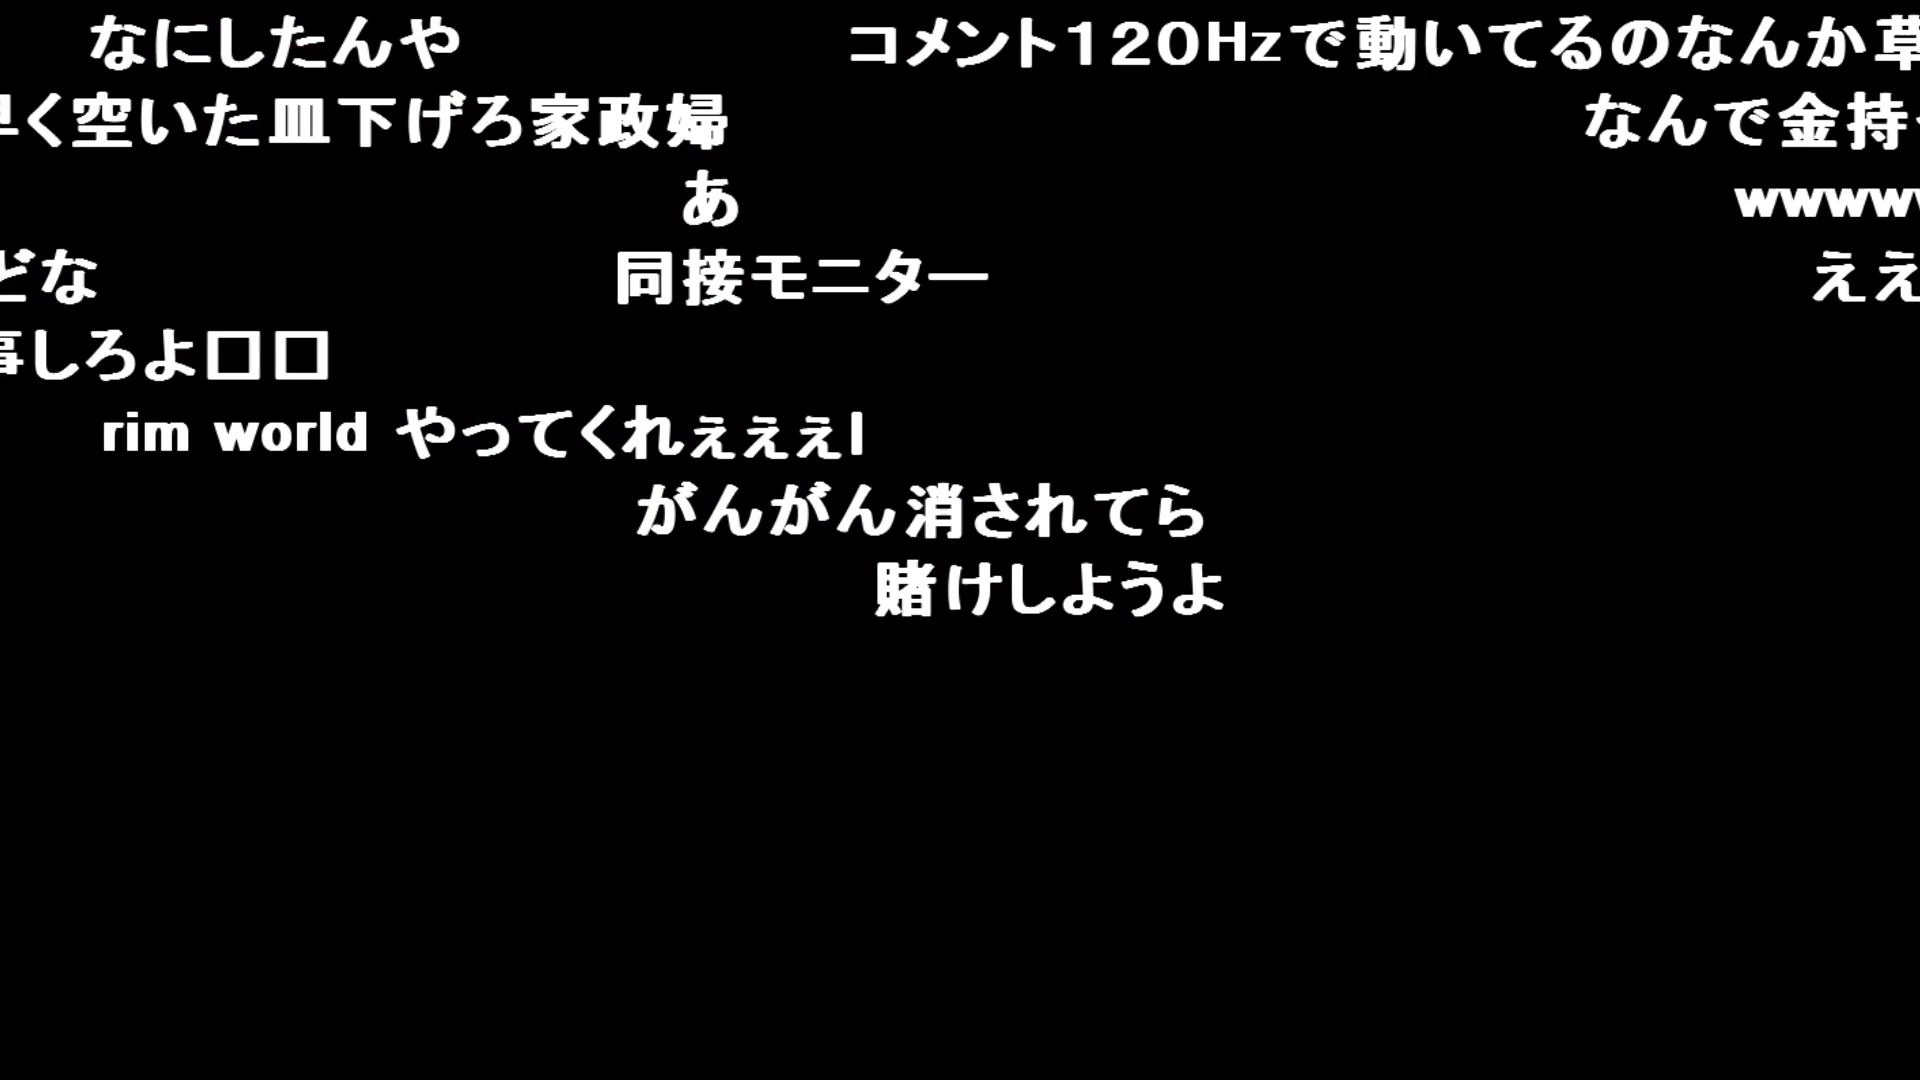 なにしたんや コメント120Hzで動いてるのなんか草
早く空いた皿下げろ家政婦 なんで金持
あ wwwww
どな 同接モニター ええ
事しろよ口口
rim world やってくれぇぇぇl
がんがん消されてら
賭けしようよ